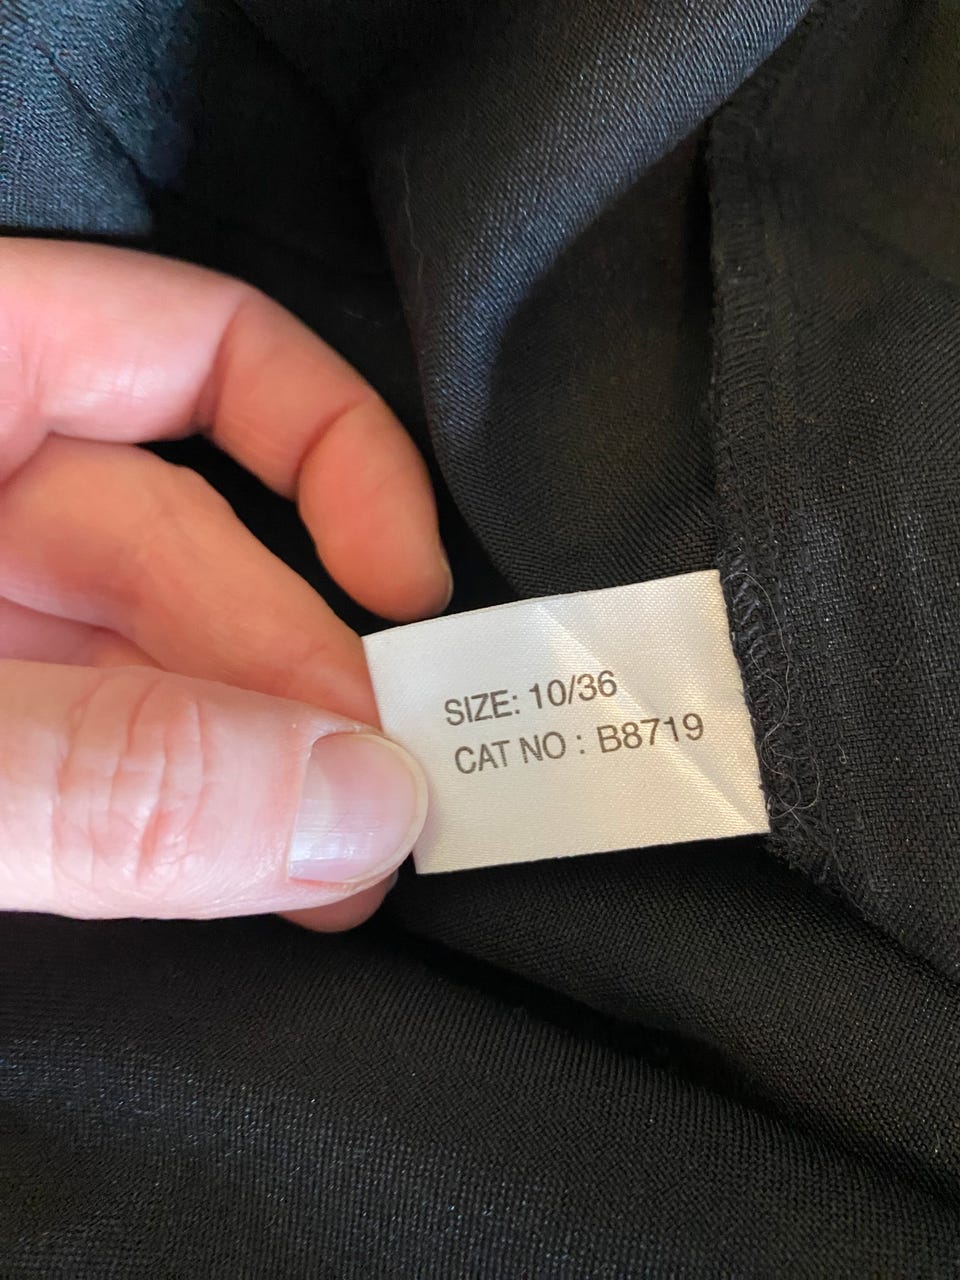 SIZE: 10/36
CAT NO : B8719